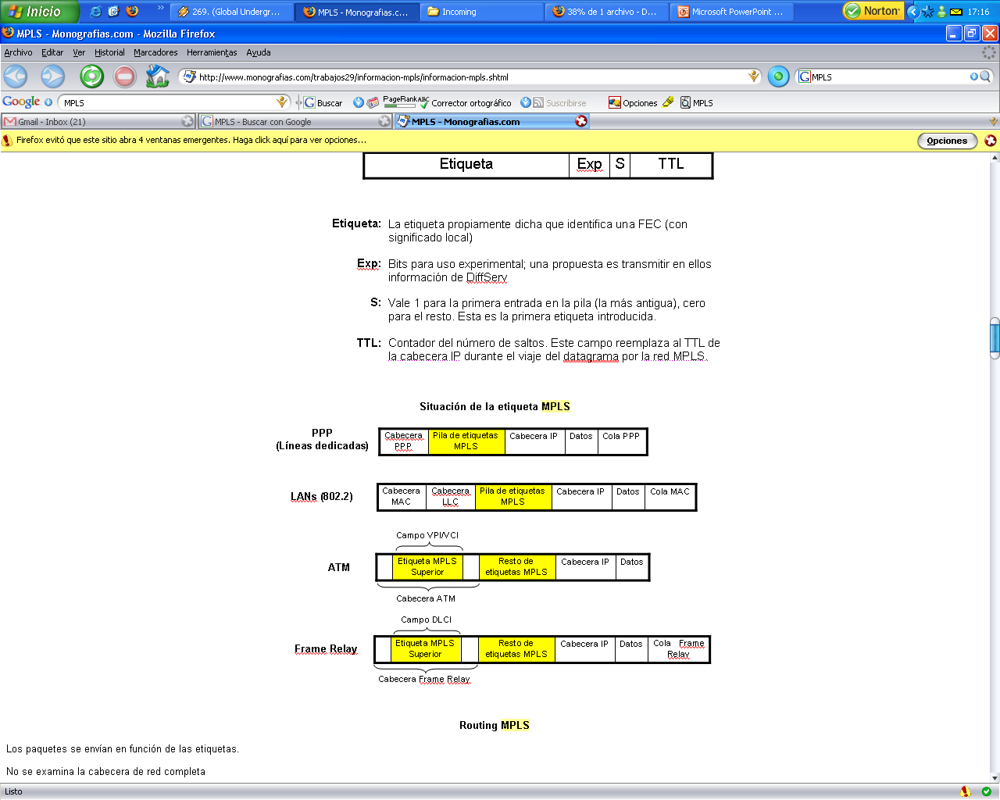 Inicio
»
269. (Global Undergr...
MPLS - Monografias.c...
Incoming
38% de 1 archivo - D...
Microsoft PowerPoint ...
Norton
17:16
MPLS - Monografias.com - Mozilla Firefox
Archivo Editar Ver Historial Marcadores Herramientas Ayuda
http://www.monografias.com/trabajos29/informacion-mpls/informacion-mpls.shtml
MPLS
Google MPLS Buscar PageRank ABC Corrector ortográfico Suscribirse Opciones MPLS
Gmail - Inbox (21)
MPLS - Buscar con Google
MPLS - Monografias.com
Firefox evitó que este sitio abra 4 ventanas emergentes. Haga click aquí para ver opciones...
Opciones
Etiqueta Exp S TTL
Etiqueta: La etiqueta propiamente dicha que identifica una FEC (con
significado local)
Exp: Bits para uso experimental; una propuesta es transmitir en ellos
información de DiffServ
S: Vale 1 para la primera entrada en la pila (la más antigua), cero
para el resto. Esta es la primera etiqueta introducida.
TTL: Contador del número de saltos. Este campo reemplaza al TTL de
la cabecera IP durante el viaje del datagrama por la red MPLS.
Situación de la etiqueta MPLS
PPP
(Líneas dedicadas)
Cabecera
PPP
Pila de etiquetas
MPLS
Cabecera IP
Datos
Cola PPP
LANs (802.2)
Cabecera
MAC
Cabecera
LLC
Pila de etiquetas
MPLS
Cabecera IP
Datos
Cola MAC
Campo VPI/VCI
ATM
Etiqueta MPLS
Superior
Resto de
etiquetas MPLS
Cabecera IP
Datos
Cabecera ATM
Campo DLCI
Frame Relay
Etiqueta MPLS
Superior
Resto de
etiquetas MPLS
Cabecera IP
Datos
Cola Frame
Relay
Cabecera Frame Relay
Routing MPLS
Los paquetes se envían en función de las etiquetas.
No se examina la cabecera de red completa
Listo